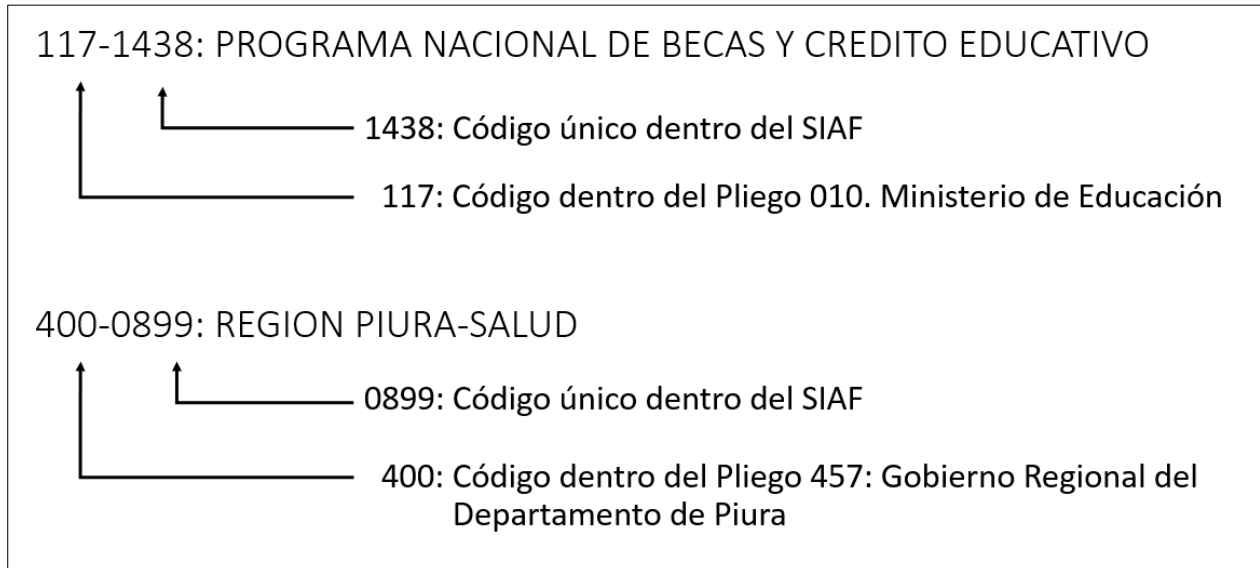 117-1438: PROGRAMA NACIONAL DE BECAS Y CREDITO EDUCATIVO
1438: Código único dentro del SIAF
117: Código dentro del Pliego 010. Ministerio de Educación
400-0899: REGION PIURA-SALUD
0899: Código único dentro del SIAF
400: Código dentro del Pliego 457: Gobierno Regional del
Departamento de Piura